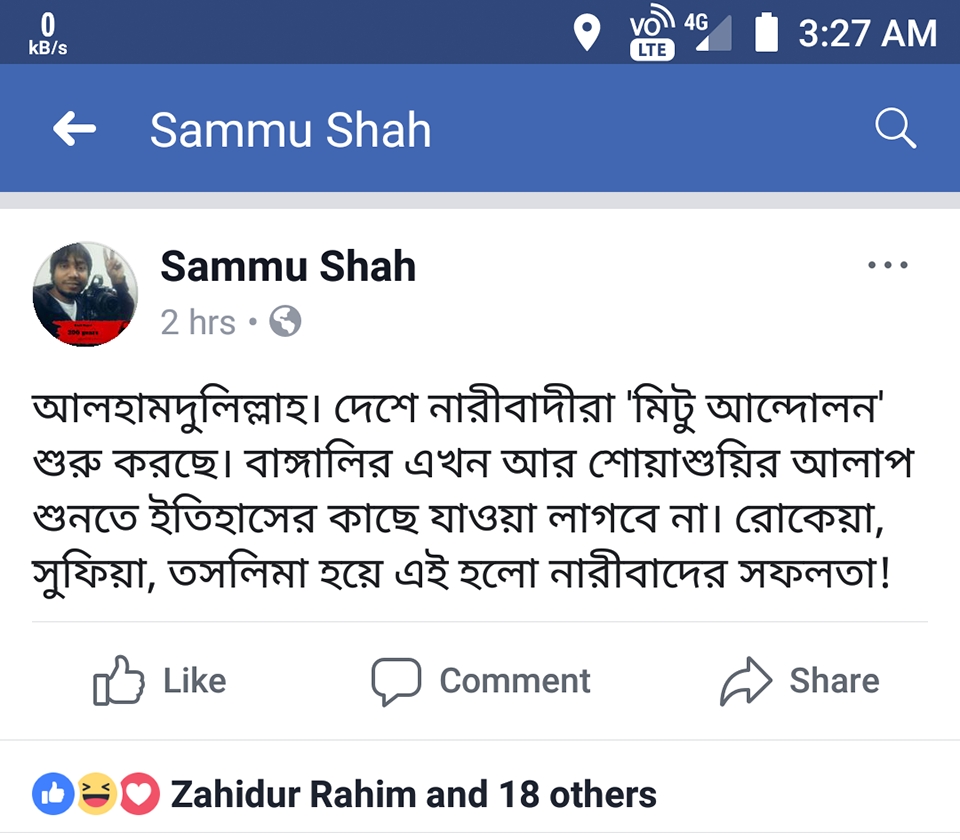 0
kB/s
VO
LTE
4G
3:27 AM
Sammu Shah
Sammu Shah
2 hrs
আলহামদুলিল্লাহ। দেশে নারীবাদীরা 'মিটু আন্দোলন'
শুরু করছে। বাঙ্গালির এখন আর শোয়াশুয়ির আলাপ
শুনতে ইতিহাসের কাছে যাওয়া লাগবে না। রোকেয়া,
সুফিয়া, তসলিমা হয়ে এই হলো নারীবাদের সফলতা!
Like
Comment
Share
Zahidur Rahim and 18 others